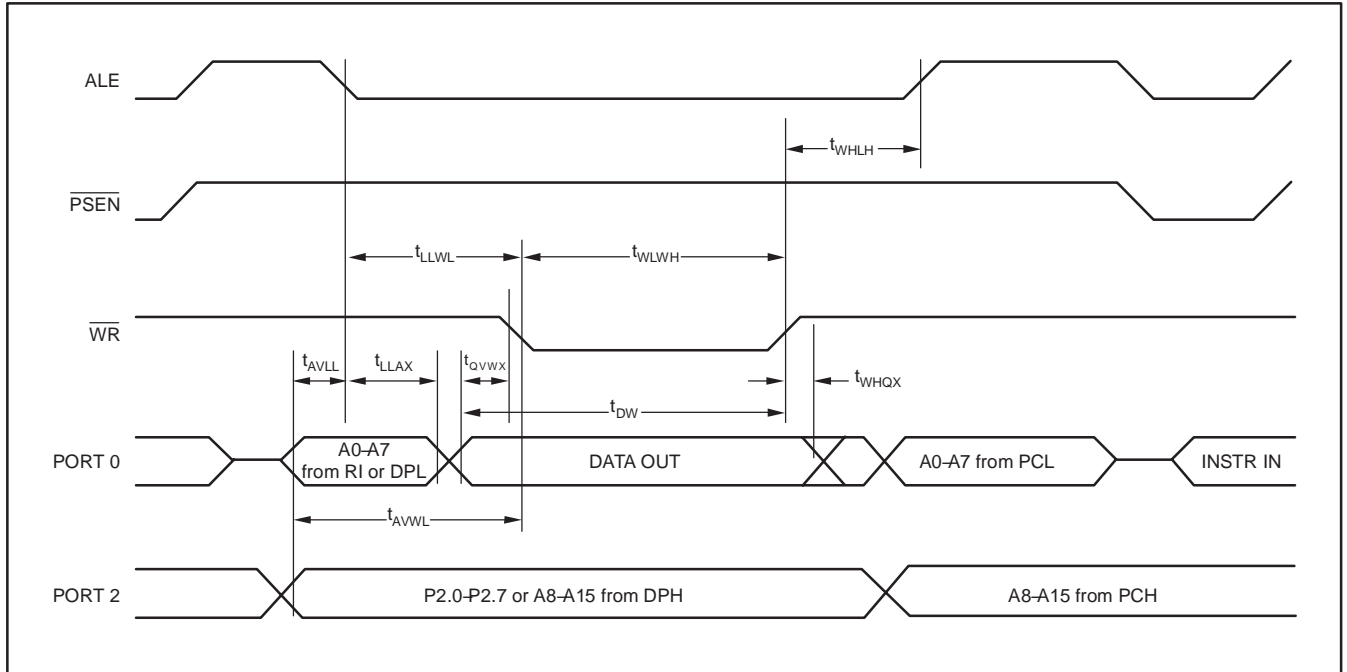 ALE
tWHLH
PSEN
tLLWL
tWLWH
WR
tAVLL
tLLAX
tQVWX
tWHQX
tDW
PORT 0
A0–A7
from RI or DPL
DATA OUT
A0–A7 from PCL
INSTR IN
tAVWL
PORT 2
P2.0–P2.7 or A8–A15 from DPH
A8–A15 from PCH